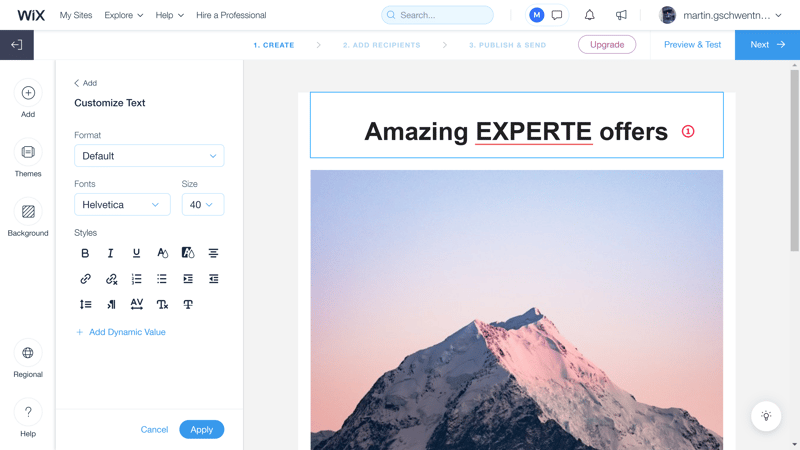 WiX My Sites Explore Help Hire a Professional Search... M martin.gschwentn...
1. CREATE 2. ADD RECIPIENTS 3. PUBLISH & SEND Upgrade Preview & Test Next
Add
Customize Text
Add
Format
Default
Themes
Fonts Size
Helvetica 40
Background
Styles
B I U A A
AV T T
Add Dynamic Value
Regional
Help
Cancel Apply
Amazing EXPERTE offers 1